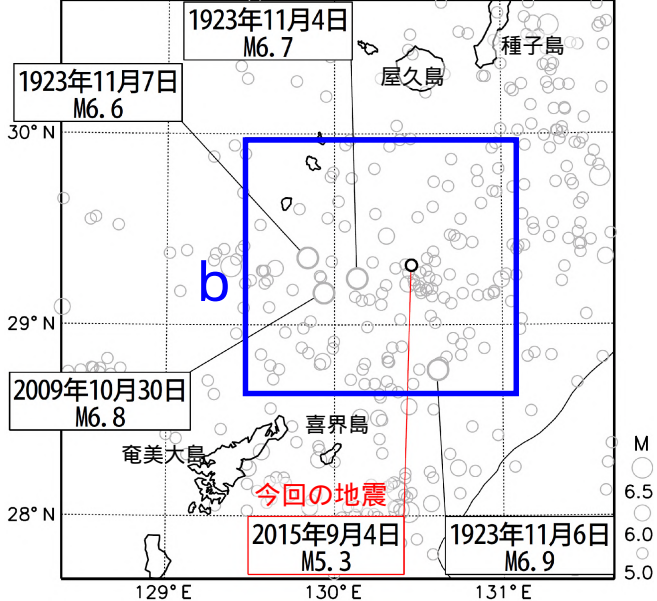 1923年11月4日
M6.7
種子島
屋久島
1923年11月7日
M6.6
30°N
b
29°N
2009年10月30日
M6.8
喜界島
奄美大島
今回の地震
28°N
2015年9月4日
M5.3
1923年11月6日
M6.9
M
6.5
6.0
5.0
129°E
130°E
131°E